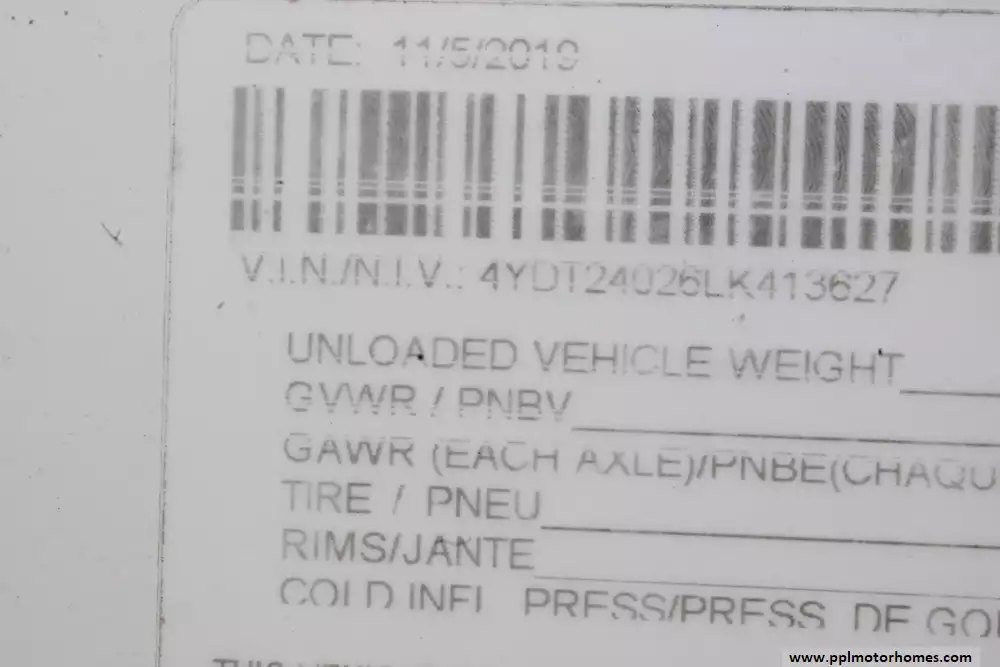 DATE: 11/5/2019
V.I.N./N.I.V.: 4YDT24026LK413627
UNLOADED VEHICLE WEIGHT
GVWR / PNBV
GAWR (EACH AXLE)/PNBE(CHAQU
TIRE / PNEU
RIMS/JANTE
COLD INFL PRESS/PRESS DE GO
www.pplmotorhomes.com